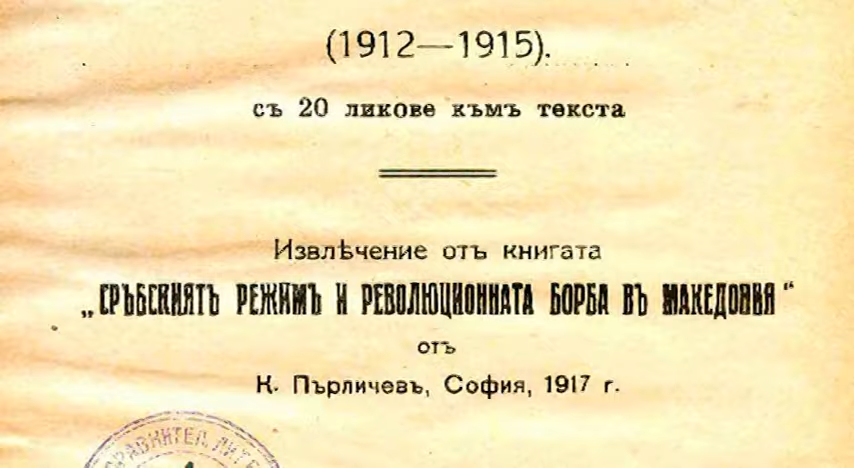 (1912—1915).
съ 20 ликове къмъ текста
Извлѣчение отъ книгата
„СРЪБСКИЯТЪ РЕЖИМЪ И РЕВОЛЮЦИОННАТА БОРБА ВЪ МАКЕДОНИЯ“
отъ
К. Пърличевъ, София, 1917 г.